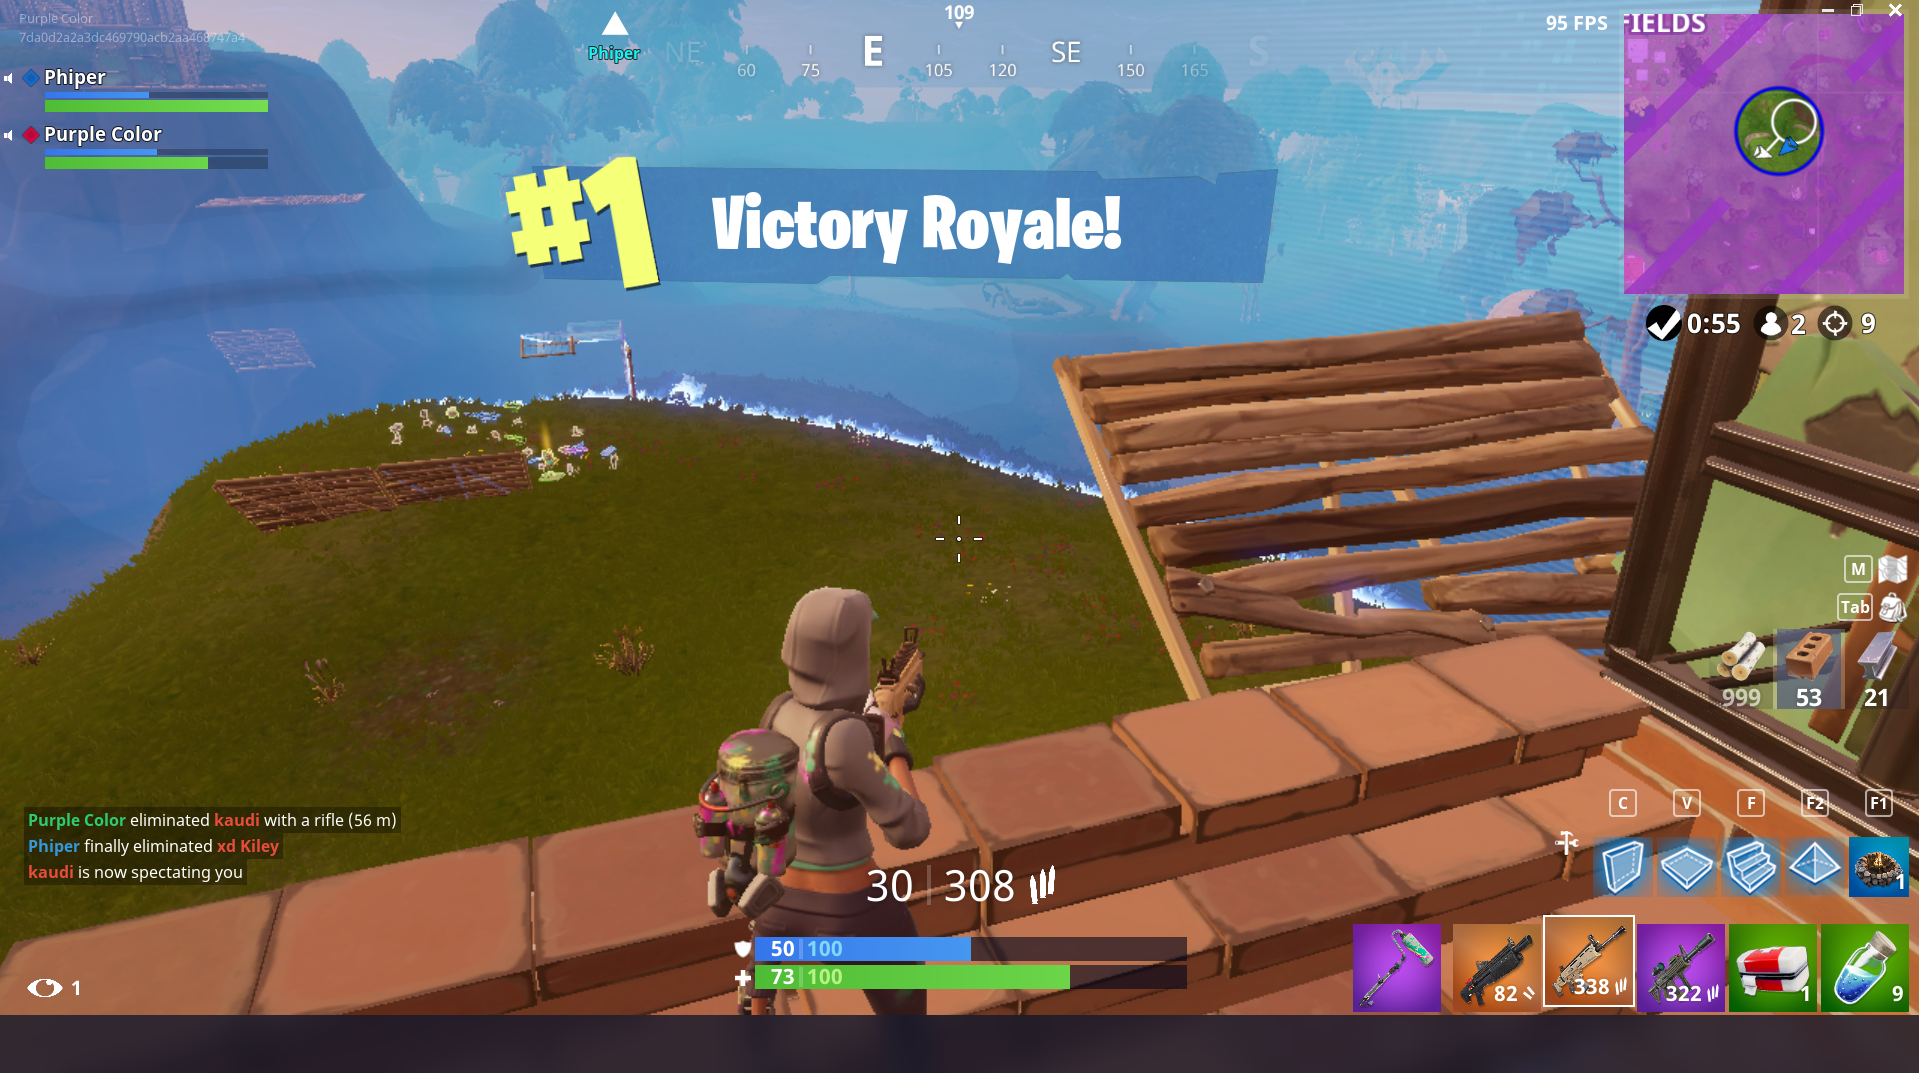 Purple Color
7da0d2a2a3dc469790acb2aa468747a4
Phiper
Purple Color
Phiper
109
NE
60
75
E
105
120
SE
150
165
S
95 FPS
FIELDS
#1 Victory Royale!
0:55
2
9
M
Tab
999
53
21
C
V
F
F2
F1
1
Purple Color eliminated kaudi with a rifle (56 m)
Phiper finally eliminated xd Kiley
kaudi is now spectating you
30 | 308
50 | 100
73 | 100
1
82
338
322
1
9